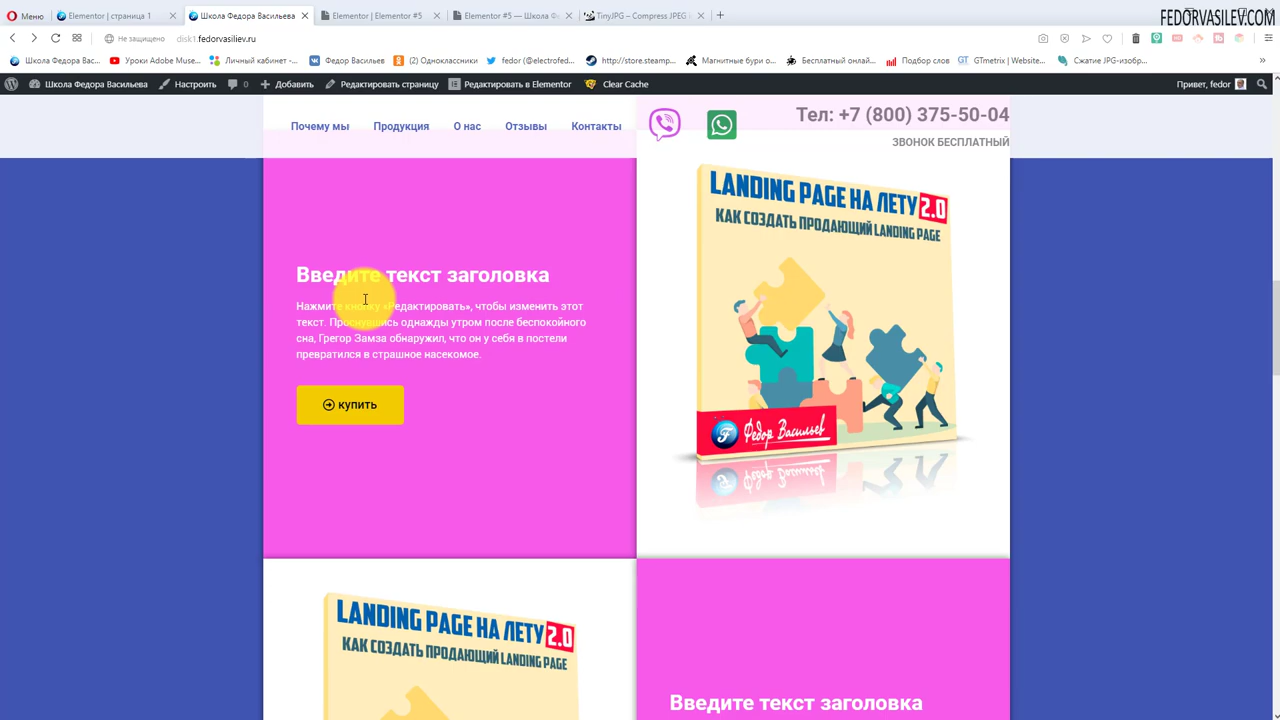 FEDORVASILEV.COM
Меню
Elementor | страница 1
Школа Федора Васильева
Elementor | Elementor #5
Elementor #5 — Школа Ф
TinyJPG – Compress JPEG
Не защищено
disk1.fedorvasiliev.ru
Школа Федора Вас...
Уроки Adobe Muse...
Личный кабинет -...
Федор Васильев
(2) Одноклассники
fedor (@electrofed...
http://store.steamp...
Магнитные бури о...
Бесплатный онлай...
Подбор слов
GTmetrix | Website...
Сжатие JPG-изобр...
Школа Федора Васильева
Настроить
0
Добавить
Редактировать страницу
Редактировать в Elementor
Clear Cache
Привет, fedor
Почему мы
Продукция
О нас
Отзывы
Контакты
Тел: +7 (800) 375-50-04
ЗВОНОК БЕСПЛАТНЫЙ
Введите текст заголовка
Нажмите кнопку «Редактировать», чтобы изменить этот
текст. Проснувшись однажды утром после беспокойного
сна, Грегор Замза обнаружил, что он у себя в постели
превратился в страшное насекомое.
купить
LANDING PAGE НА ЛЕТУ 2.0
КАК СОЗДАТЬ ПРОДАЮЩИЙ LANDING PAGE
Федор Васильев
LANDING PAGE НА ЛЕТУ 2.0
КАК СОЗДАТЬ ПРОДАЮЩИЙ LANDING PAGE
Введите текст заголовка